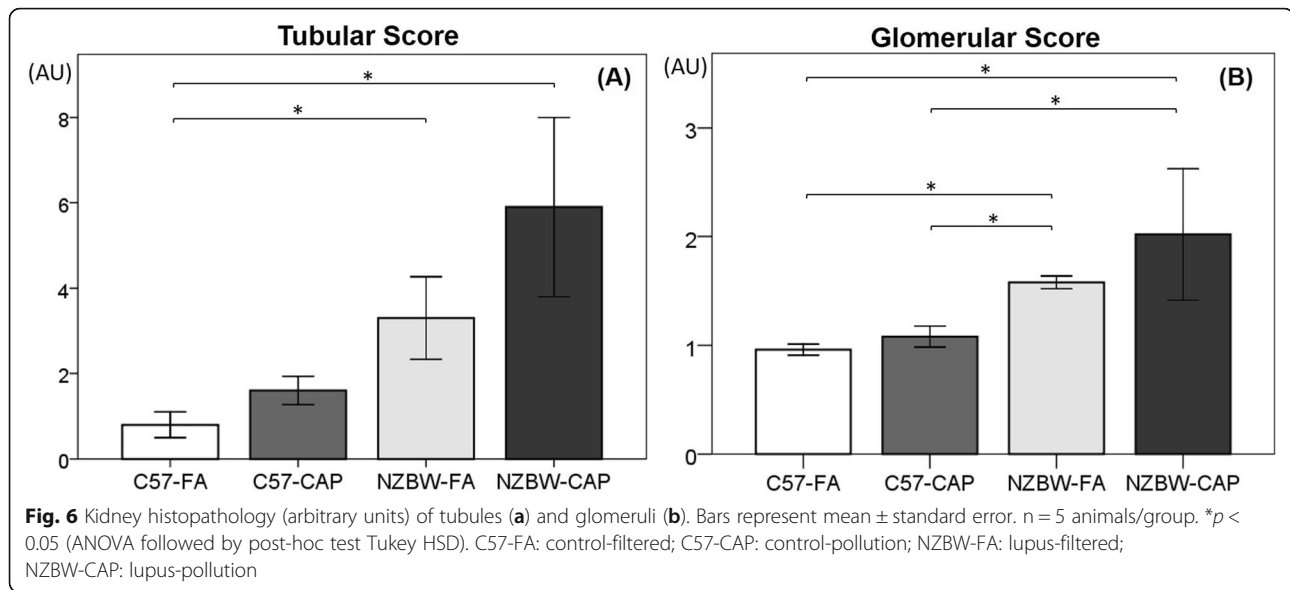 Tubular Score
(AU)
(A)
*
*
8
6
4
2
0
C57-FA C57-CAP NZBW-FA NZBW-CAP
Glomerular Score
(AU)
(B)
*
*
*
*
3
2
1
0
C57-FA C57-CAP NZBW-FA NZBW-CAP
Fig. 6 Kidney histopathology (arbitrary units) of tubules (a) and glomeruli (b). Bars represent mean ± standard error. n = 5 animals/group. *p <
0.05 (ANOVA followed by post-hoc test Tukey HSD). C57-FA: control-filtered; C57-CAP: control-pollution; NZBW-FA: lupus-filtered;
NZBW-CAP: lupus-pollution